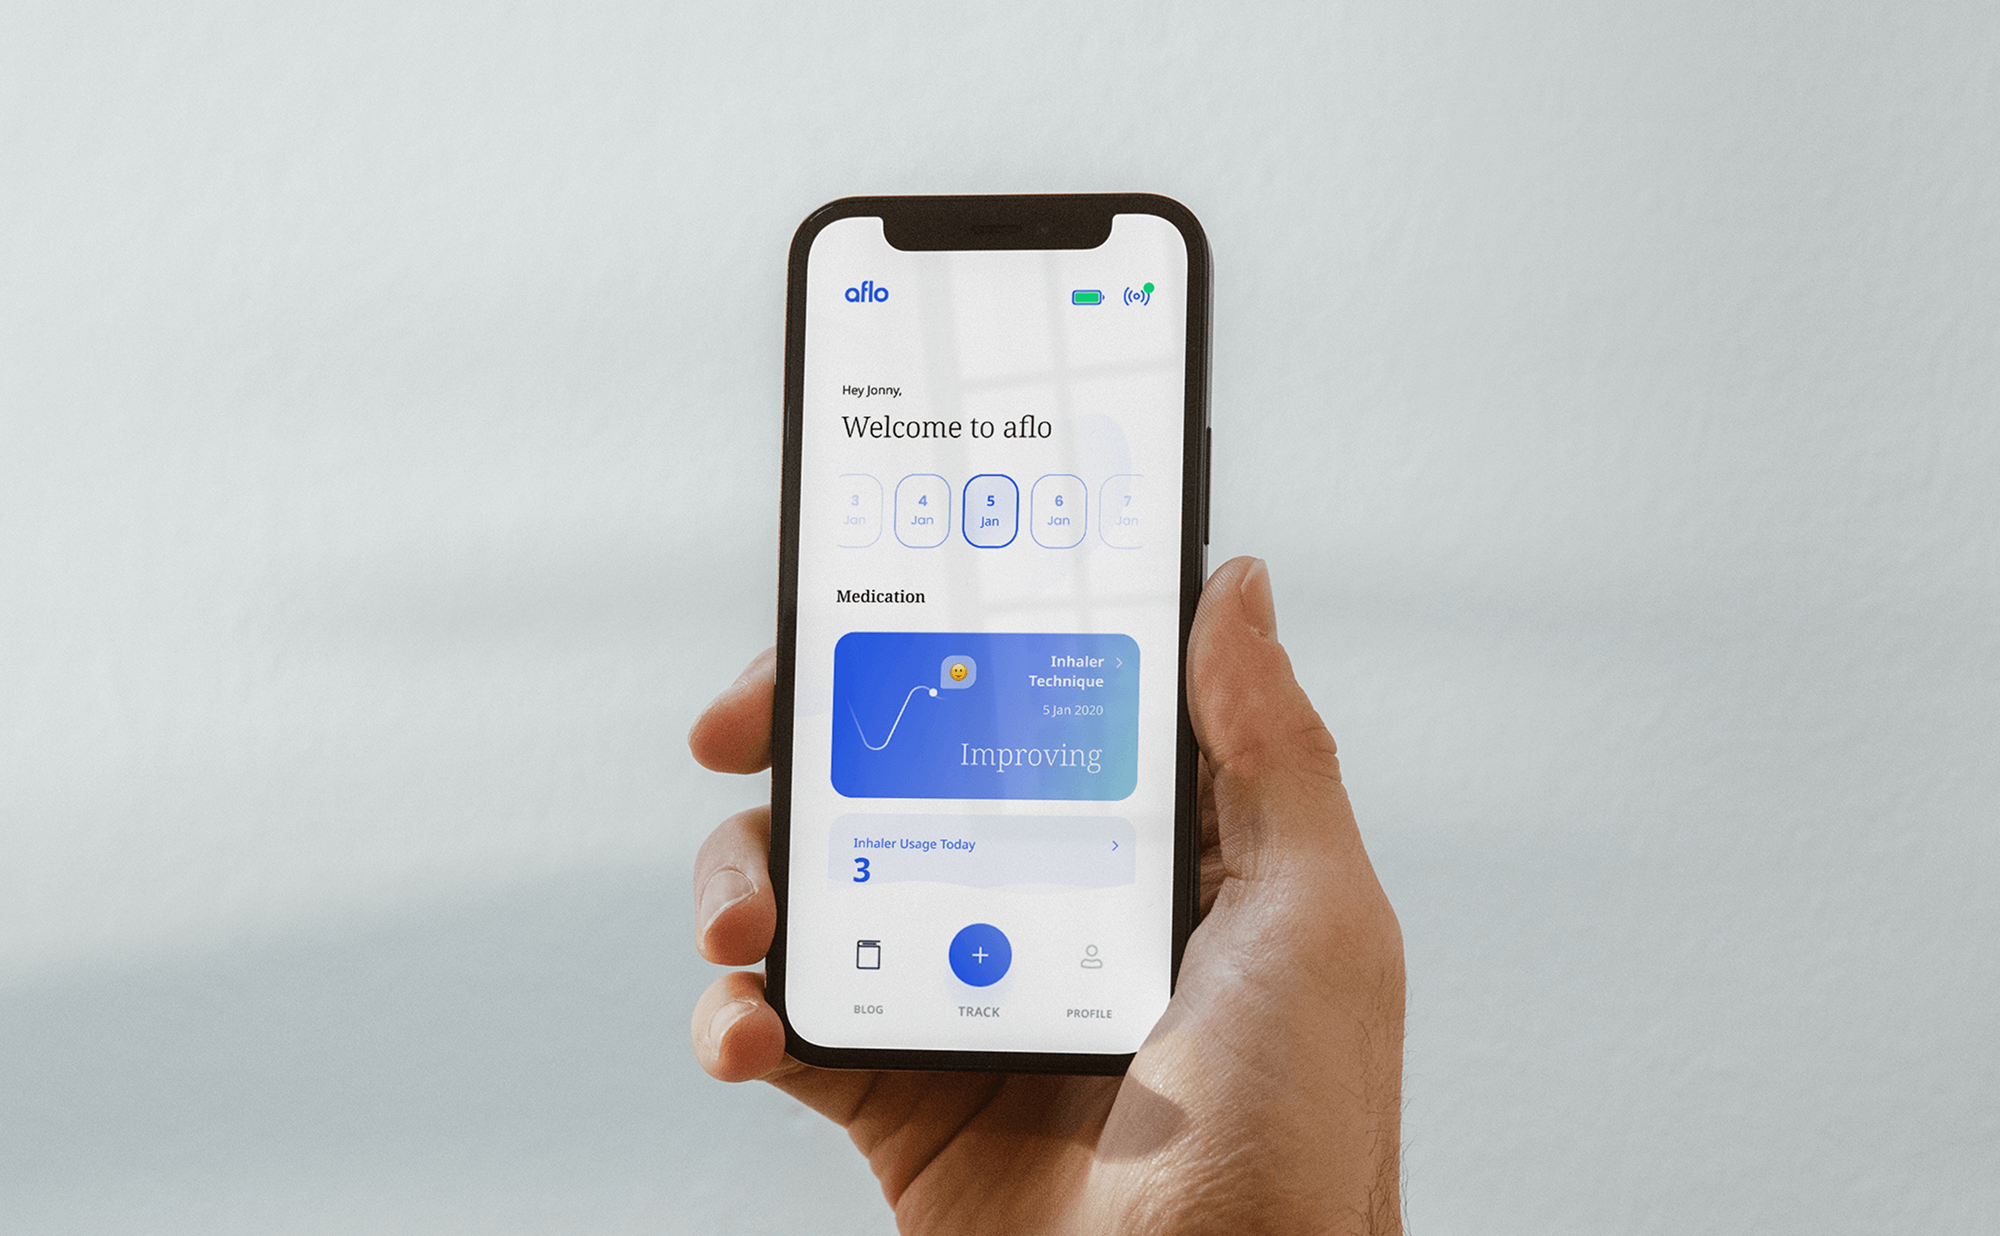 aflo
Hey Jonny,
Welcome to aflo
3
Jan
4
Jan
5
Jan
6
Jan
7
Jan
Medication
Inhaler
Technique
5 Jan 2020
Improving
Inhaler Usage Today
3
BLOG
TRACK
PROFILE